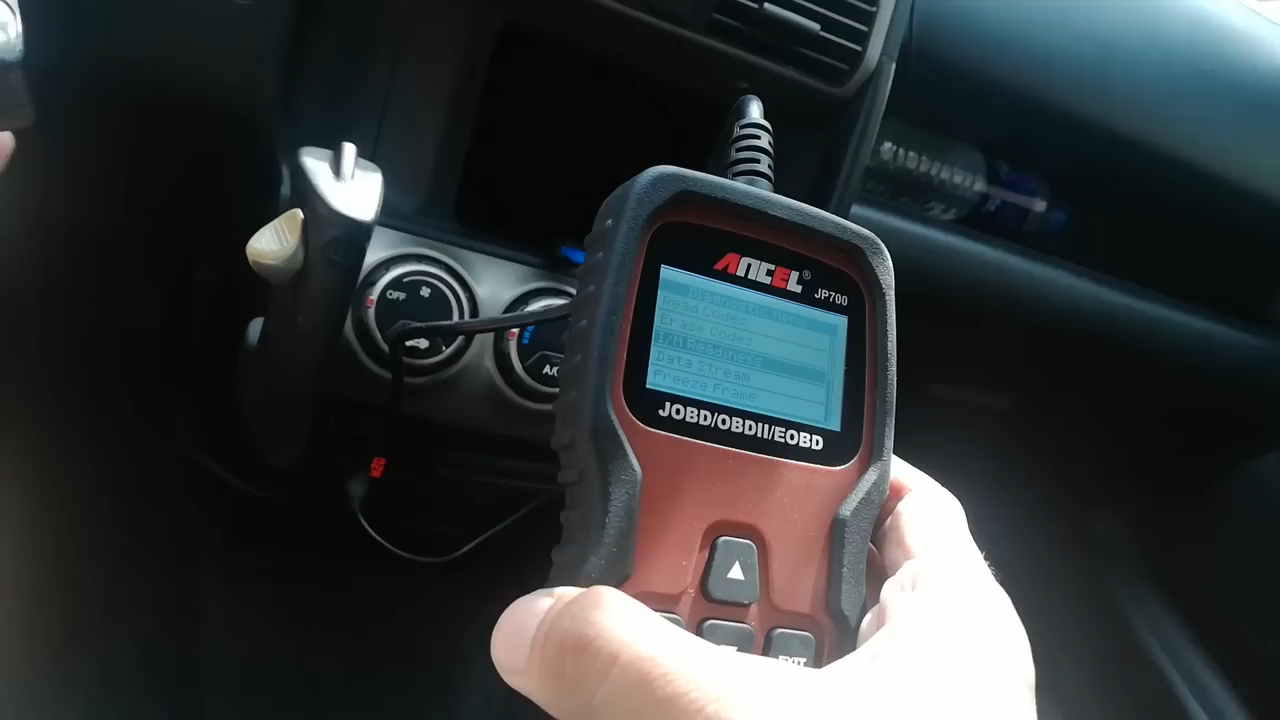 ANCEL®
JP700
Diagnostic Menu
Read Codes
Erase Codes
I/M Readiness
Data Stream
Freeze Frame
JOBD/OBDII/EOBD
EXIT
OFF
A/C